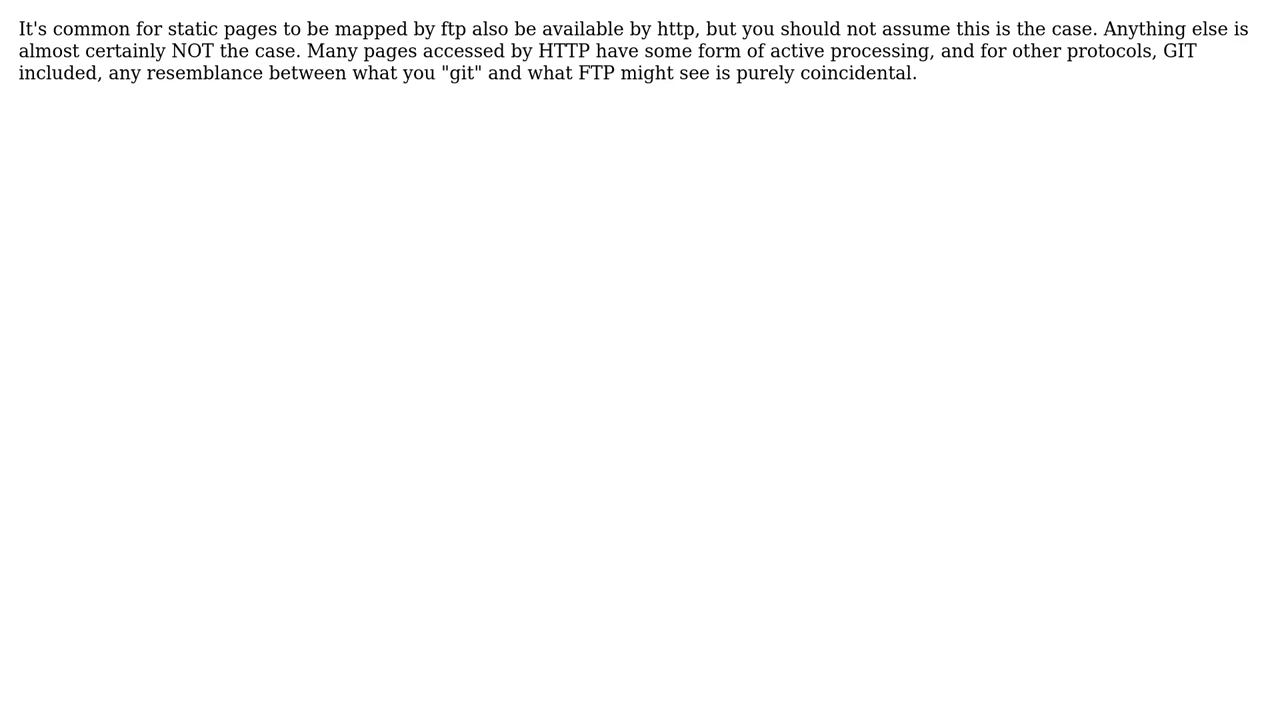 It's common for static pages to be mapped by ftp also be available by http, but you should not assume this is the case. Anything else is
almost certainly NOT the case. Many pages accessed by HTTP have some form of active processing, and for other protocols, GIT
included, any resemblance between what you "git" and what FTP might see is purely coincidental.